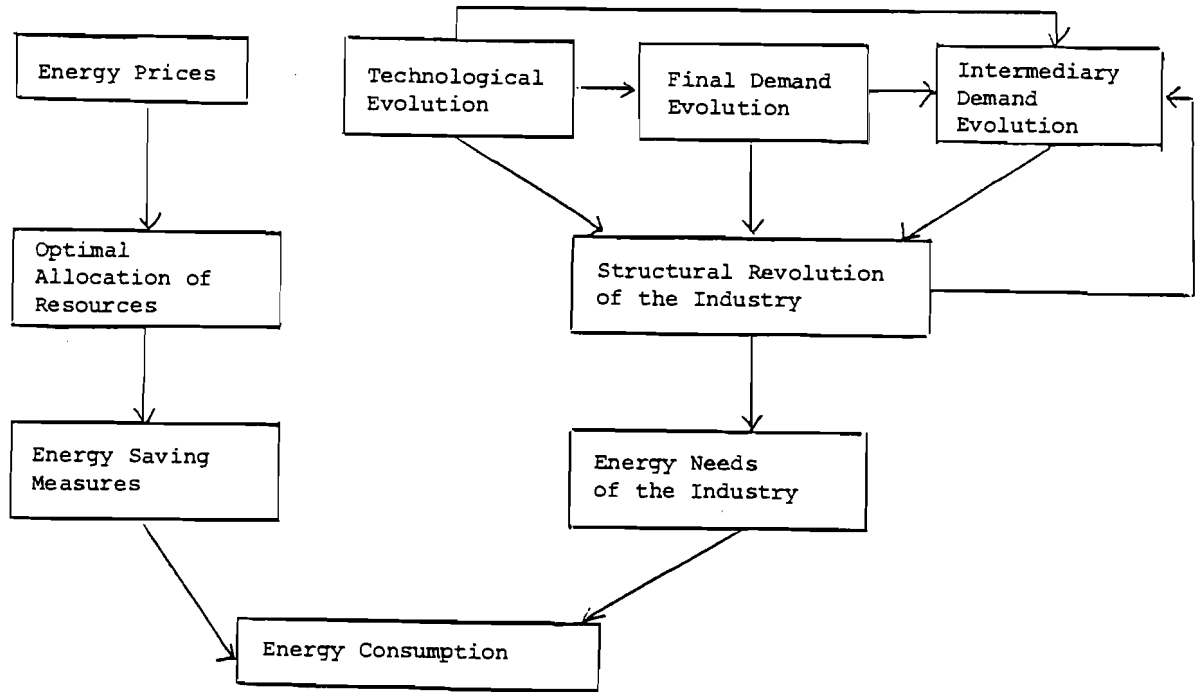 Energy Prices
Technological
Evolution
Final Demand
Evolution
Intermediary
Demand
Evolution
Optimal
Allocation of
Resources
Structural Revolution
of the Industry
Energy Saving
Measures
Energy Needs
of the Industry
Energy Consumption